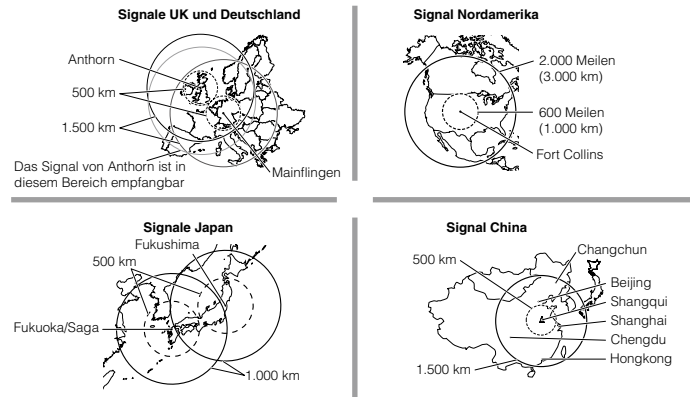 Signale UK und Deutschland
Anthorn
500 km
1.500 km
Das Signal von Anthorn ist in
diesem Bereich empfangbar
Mainflingen
Signal Nordamerika
2.000 Meilen
(3.000 km)
600 Meilen
(1.000 km)
Fort Collins
Signale Japan
Fukushima
500 km
Fukuoka/Saga
1.000 km
Signal China
500 km
Changchun
Beijing
Shangqui
Shanghai
Chengdu
Hongkong
1.500 km